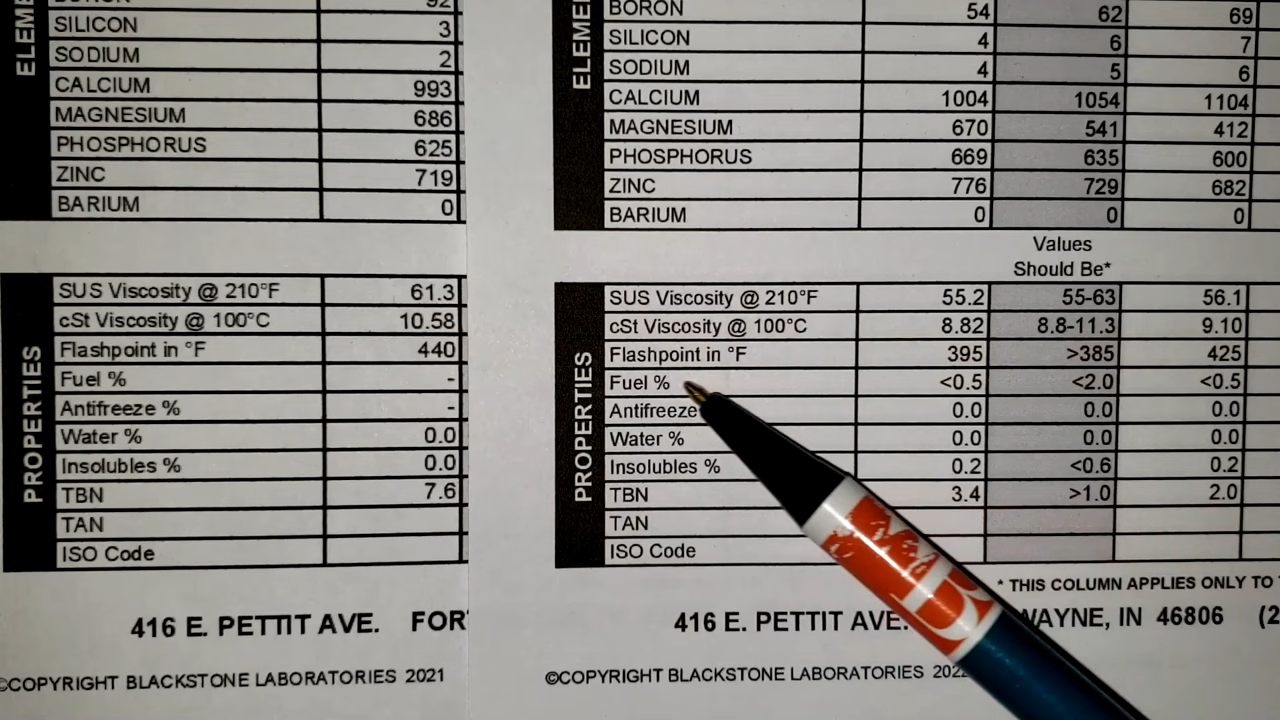 ELEME
SILICON 3
SODIUM 2
CALCIUM 993
MAGNESIUM 686
PHOSPHORUS 625
ZINC 719
BARIUM 0
PROPERTIES
SUS Viscosity @ 210°F 61.3
cSt Viscosity @ 100°C 10.58
Flashpoint in °F 440
Fuel % -
Antifreeze % -
Water % 0.0
Insolubles % 0.0
TBN 7.6
TAN
ISO Code
416 E. PETTIT AVE. FOR
©COPYRIGHT BLACKSTONE LABORATORIES 2021
ELEME
BORON 54 62 69
SILICON 4 6 7
SODIUM 4 5 6
CALCIUM 1004 1054 1104
MAGNESIUM 670 541 412
PHOSPHORUS 669 635 600
ZINC 776 729 682
BARIUM 0 0 0
Values
Should Be*
PROPERTIES
SUS Viscosity @ 210°F 55.2 55-63 56.1
cSt Viscosity @ 100°C 8.82 8.8-11.3 9.10
Flashpoint in °F 395 >385 425
Fuel % <0.5 <2.0 <0.5
Antifreeze 0.0 0.0 0.0
Water % 0.0 0.0 0.0
Insolubles % 0.2 <0.6 0.2
TBN 3.4 >1.0 2.0
TAN
ISO Code
* THIS COLUMN APPLIES ONLY TO
416 E. PETTIT AVE. WAYNE, IN 46806 (2
©COPYRIGHT BLACKSTONE LABORATORIES 2022